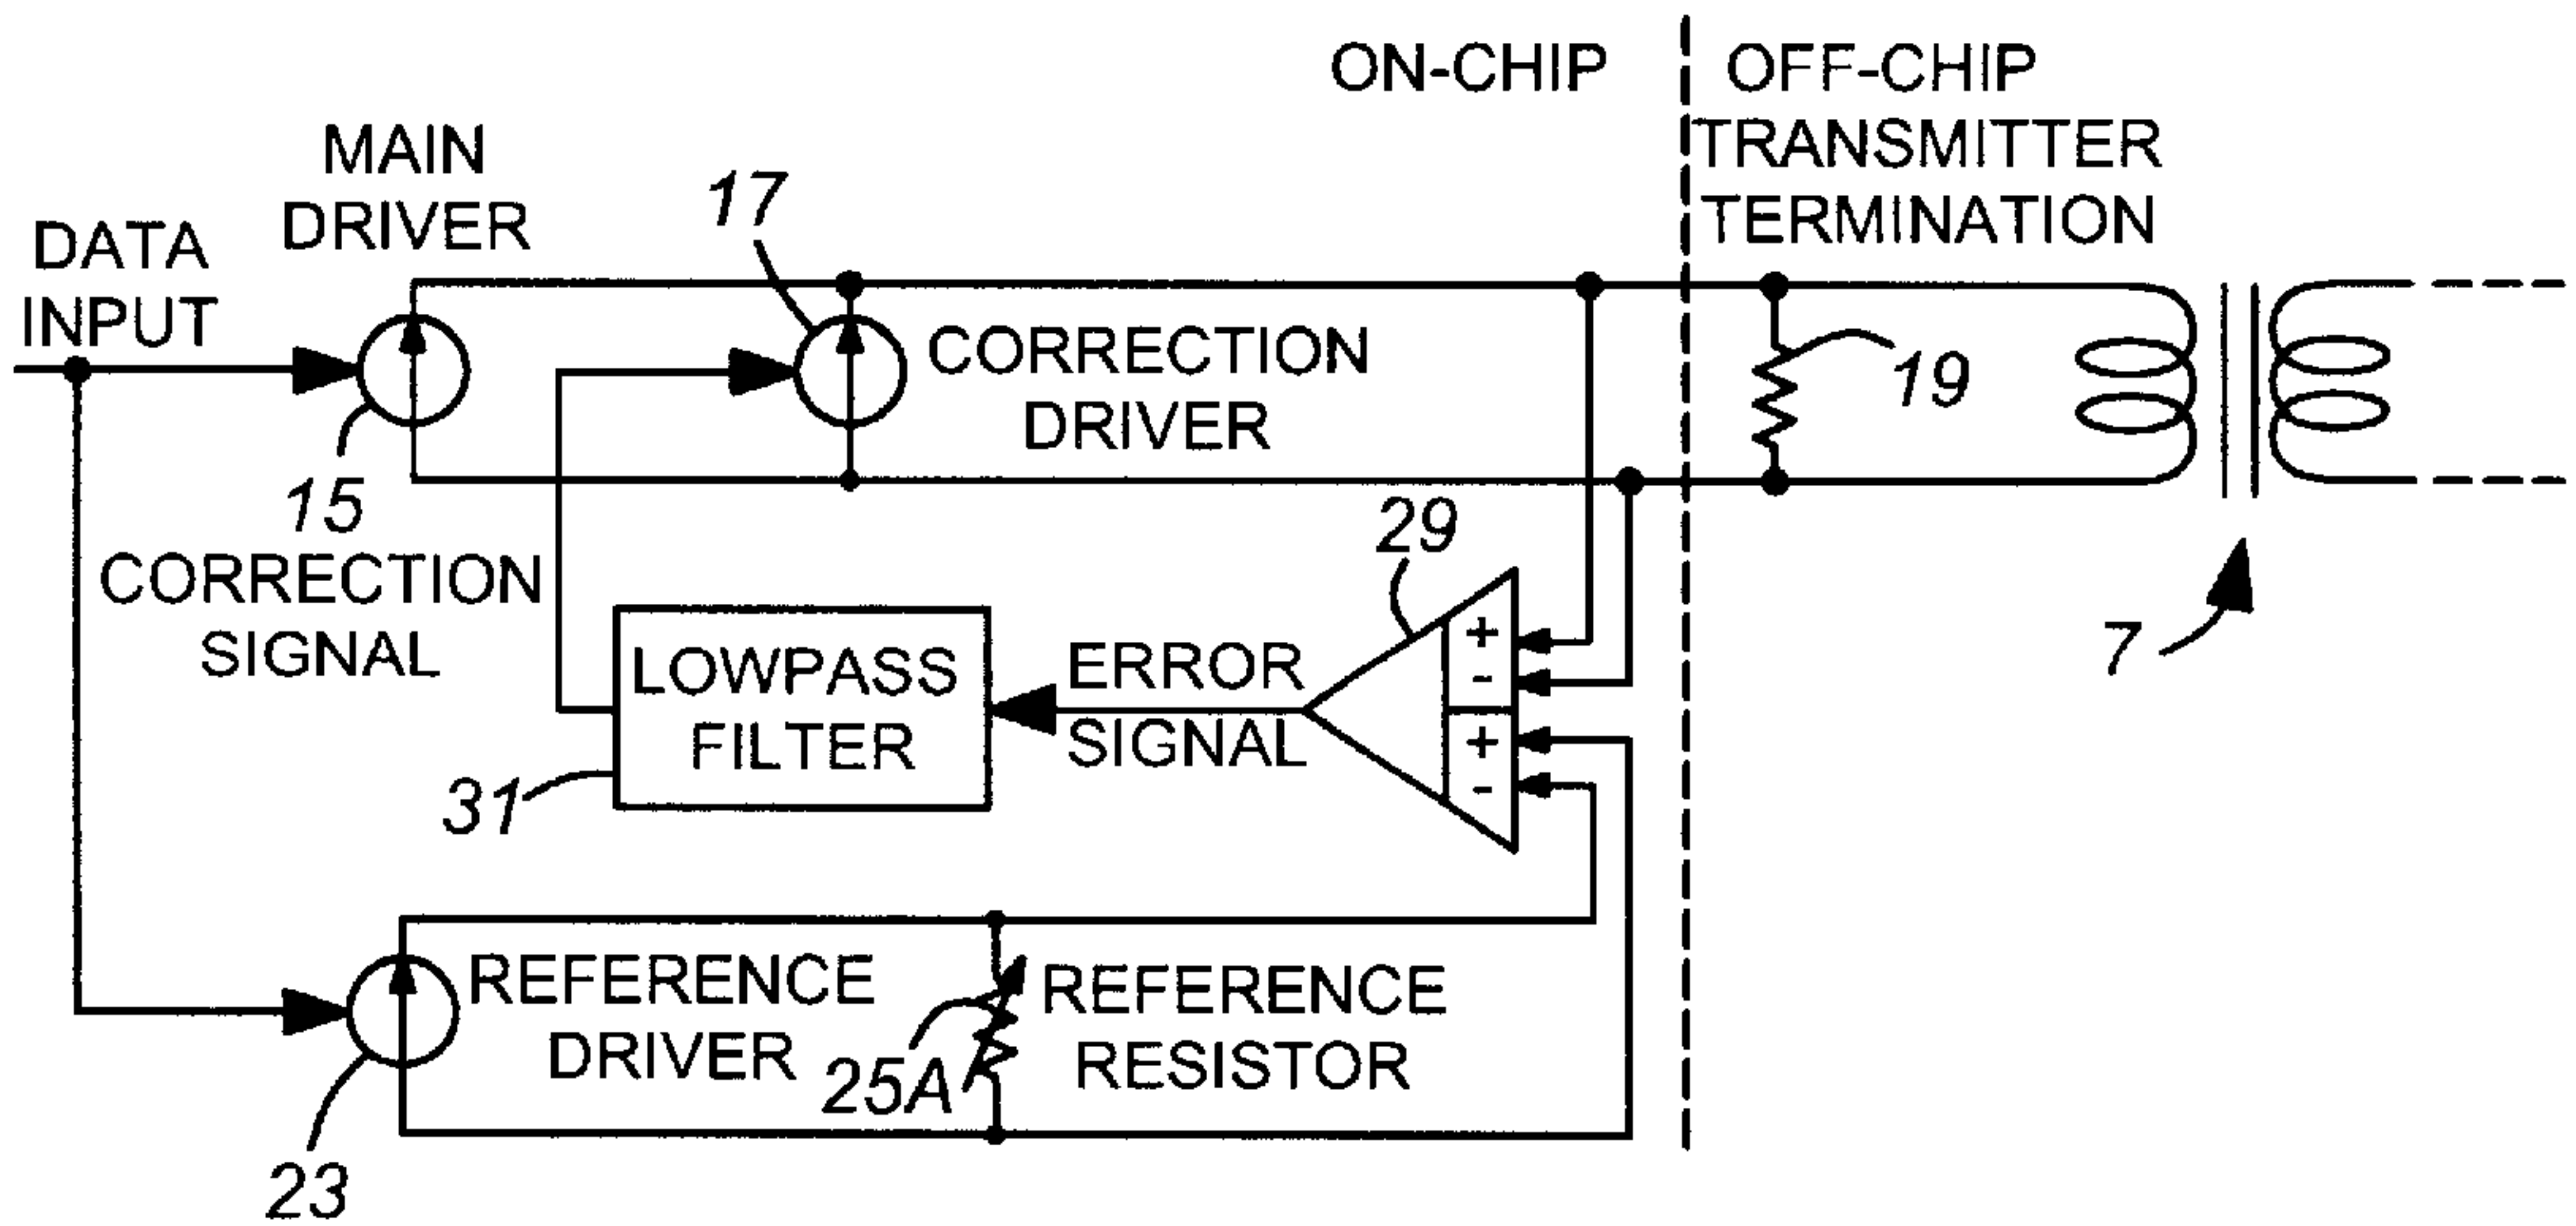 ON-CHIP
OFF-CHIP
TRANSMITTER
TERMINATION
MAIN
DRIVER
17
DATA
INPUT
CORRECTION
DRIVER
19
15
29
CORRECTION
SIGNAL
+
-
+
-
LOWPASS
FILTER
ERROR
SIGNAL
7
31
REFERENCE
DRIVER
25A
REFERENCE
RESISTOR
23